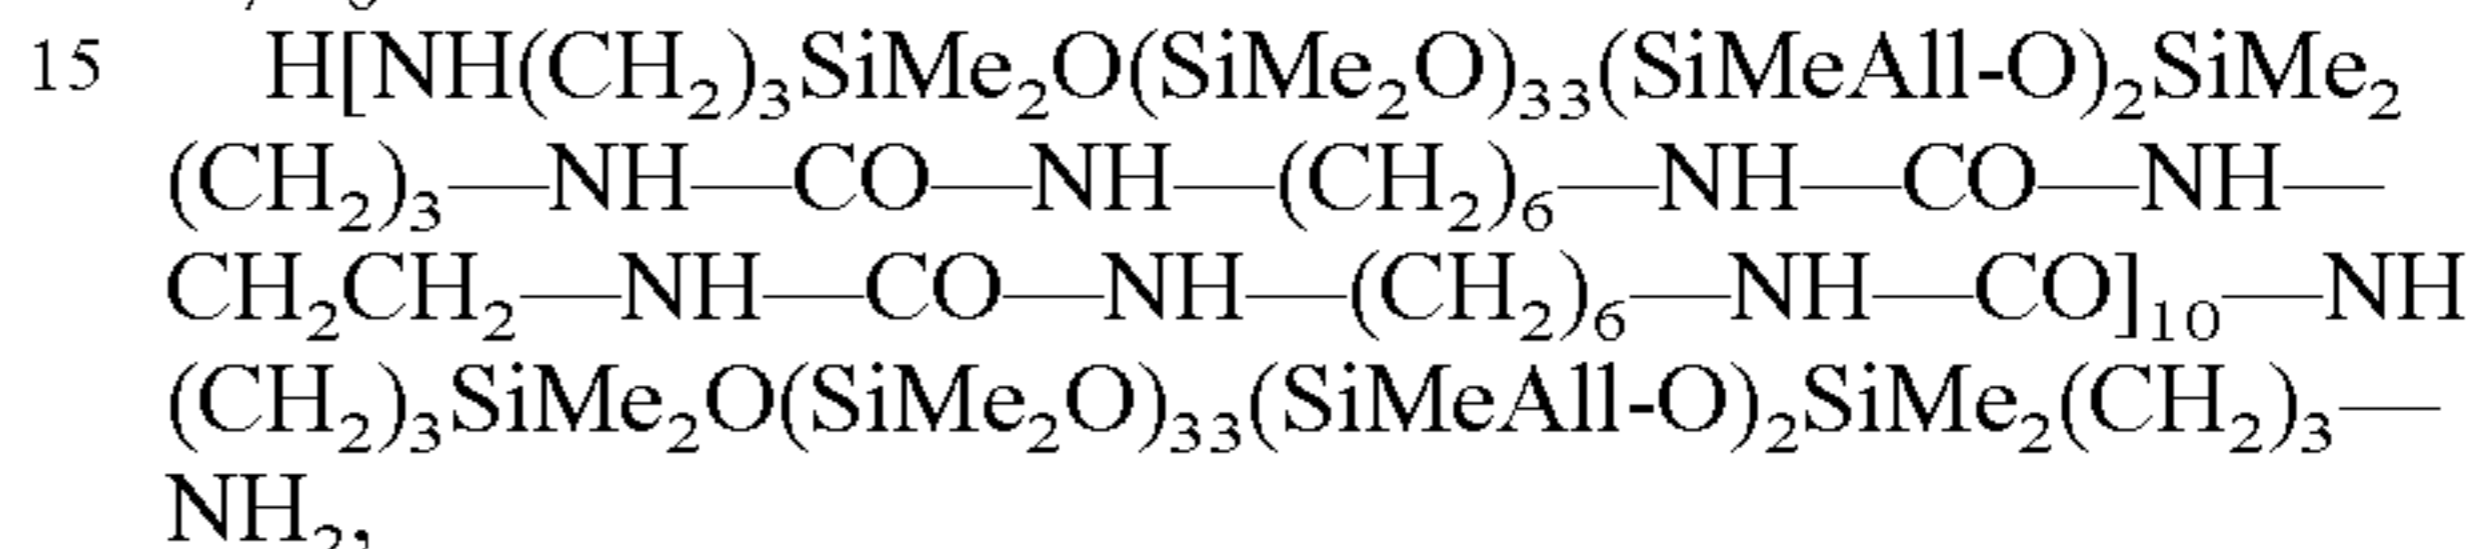 15 H[NH(CH₂)₃SiMe₂O(SiMe₂O)₃₃(SiMeAll-O)₂SiMe₂
(CH₂)₃—NH—CO—NH—(CH₂)₆—NH—CO—NH—
CH₂CH₂—NH—CO—NH—(CH₂)₆—NH—CO]₁₀—NH
(CH₂)₃SiMe₂O(SiMe₂O)₃₃(SiMeAll-O)₂SiMe₂(CH₂)₃—
NH₂,